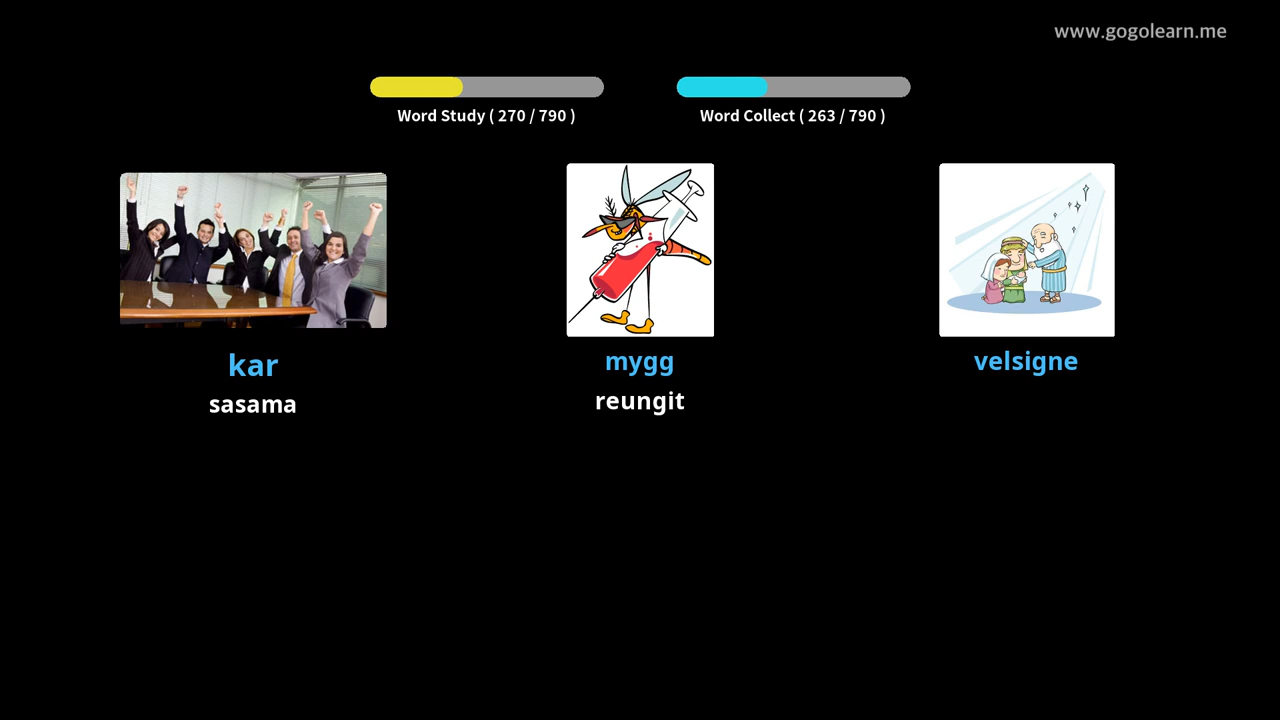 www.gogolearn.me
Word Study ( 270 / 790 )
Word Collect ( 263 / 790 )
kar
sasama
mygg
reungit
velsigne